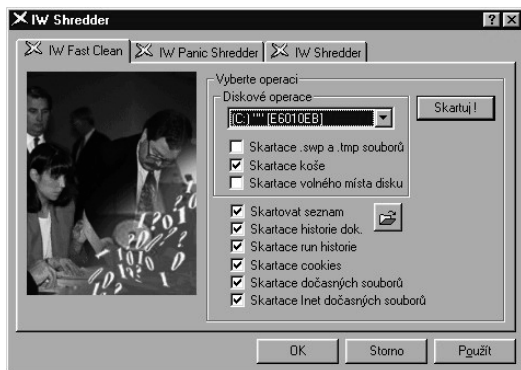 IW Shredder
IW Fast Clean
IW Panic Shredder
IW Shredder
Vyberte operaci
Diskové operace
(C:) "" [E6010EB]
Skartuj !
Skartace .swp a .tmp souborů
Skartace koše
Skartace volného místa disku
Skartovat seznam
Skartace historie dok.
Skartace run historie
Skartace cookies
Skartace dočasných souborů
Skartace Inet dočasných souborů
OK
Storno
Použít